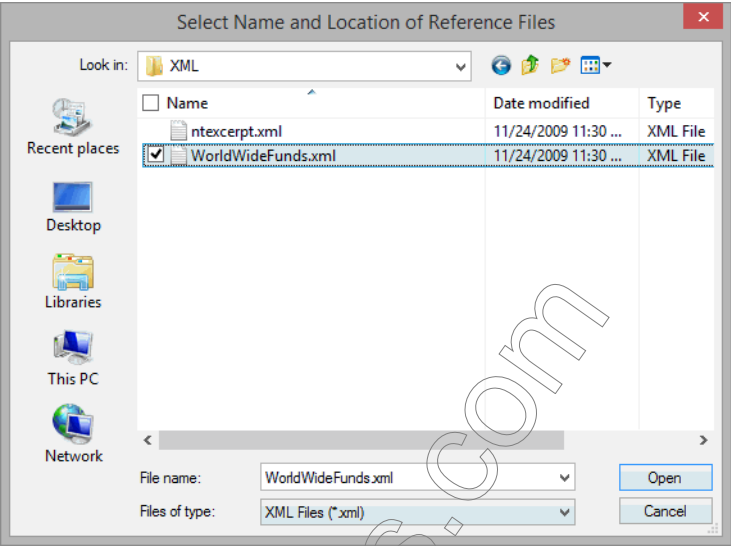 Select Name and Location of Reference Files
Look in: XML
Name Date modified Type
ntexcerpt.xml 11/24/2009 11:30 ... XML File
WorldWideFunds.xml 11/24/2009 11:30 ... XML File
Recent places
Desktop
Libraries
This PC
Network
File name: WorldWideFunds.xml Open
Files of type: XML Files (*.xml) Cancel
s.com